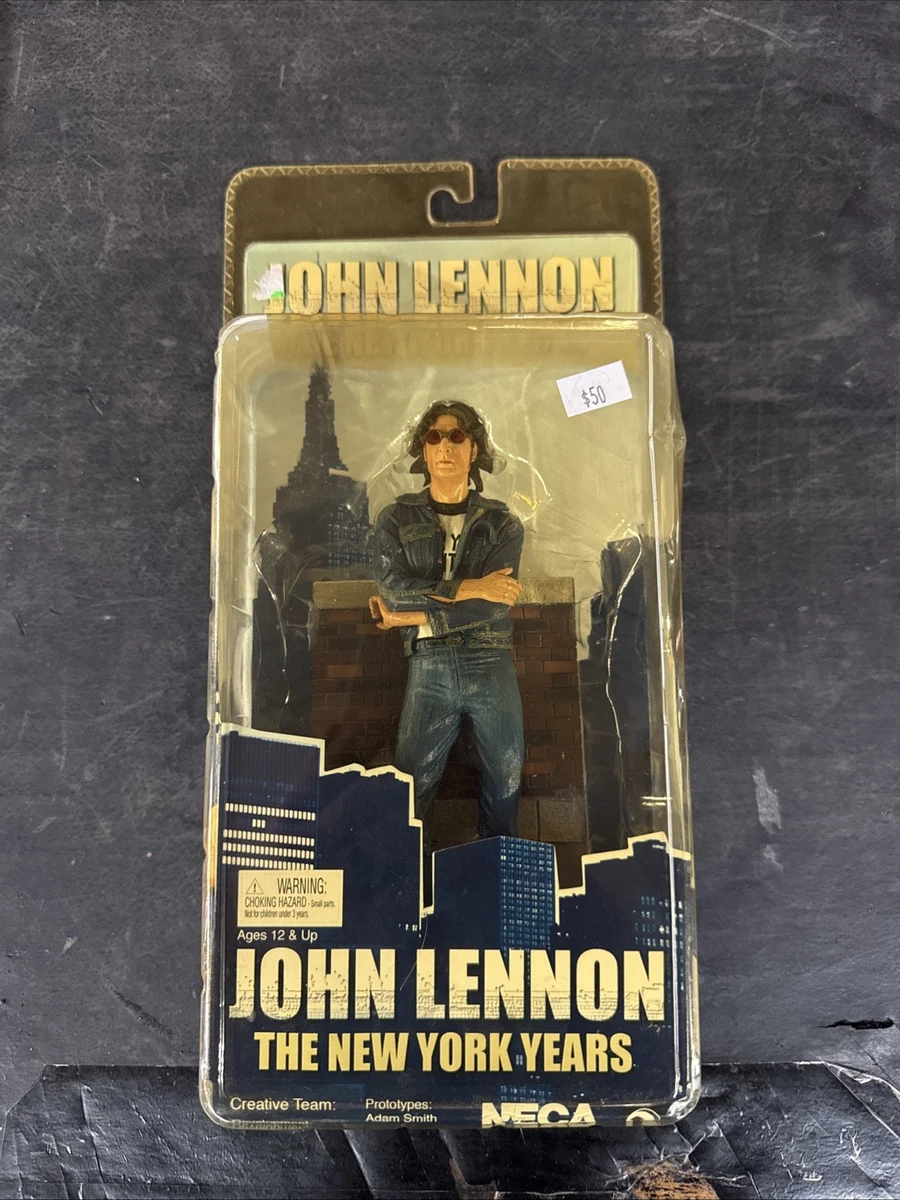 JOHN LENNON
$50
Y
WARNING:
CHOKING HAZARD - Small parts.
Not for children under 3 years.
Ages 12 & Up
JOHN LENNON
THE NEW YORK YEARS
Creative Team:
Prototypes:
Adam Smith
NECA